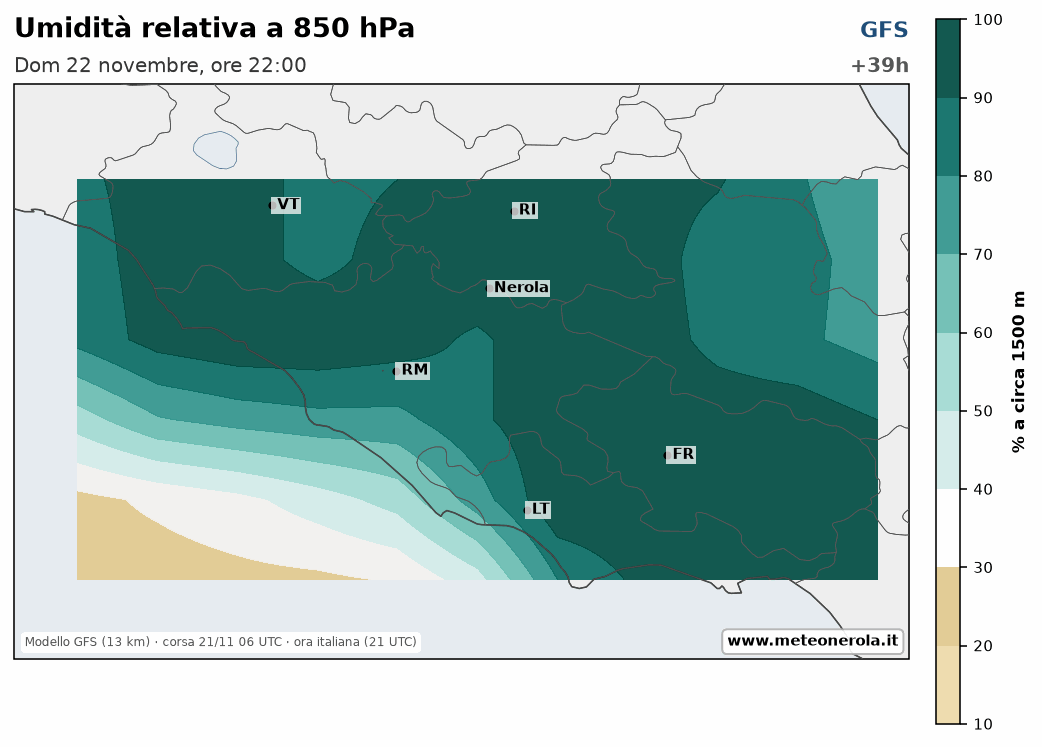 Umidità relativa a 850 hPa
GFS
Dom 22 novembre, ore 22:00
+39h
VT
RI
Nerola
RM
FR
LT
Modello GFS (13 km) · corsa 21/11 06 UTC · ora italiana (21 UTC)
www.meteonerola.it
100
90
80
70
60
50
40
30
20
10
% a circa 1500 m